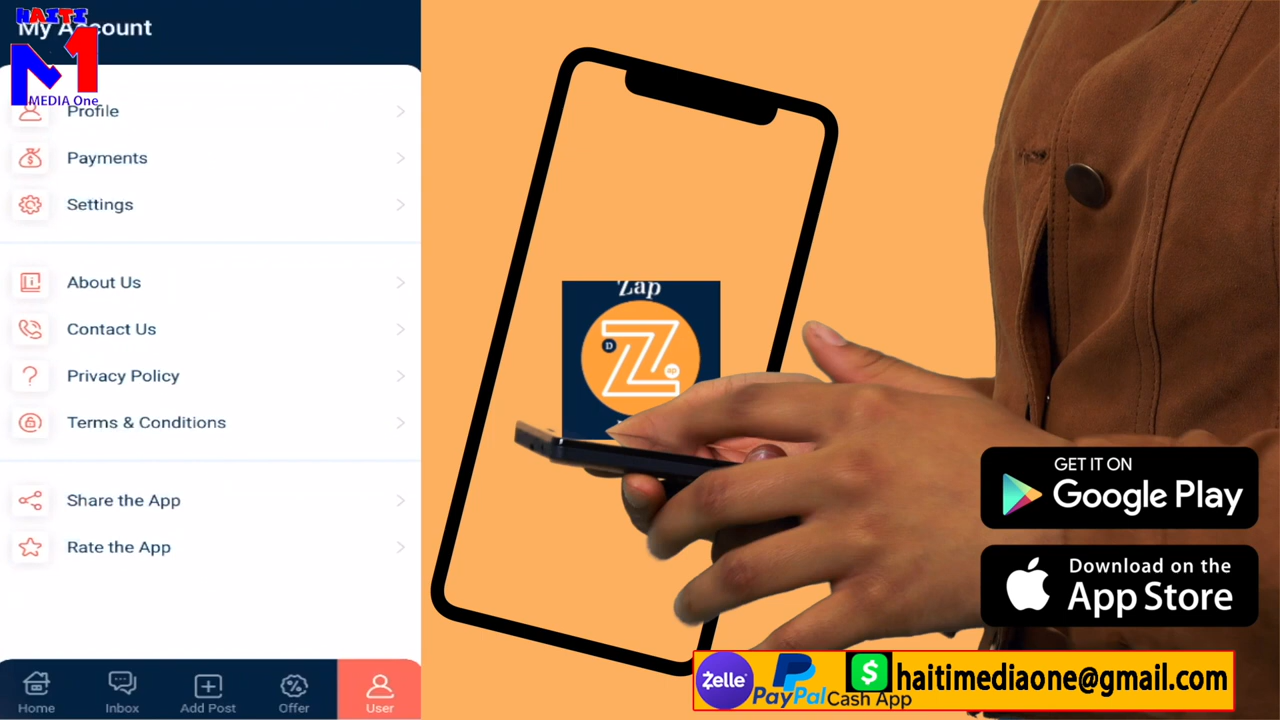 HAITI
My Account
M1
MEDIA One
Profile
Payments
Settings
About Us
Contact Us
Privacy Policy
Terms & Conditions
Share the App
Rate the App
Home
Inbox
Add Post
Offer
User
Zap
D
Z
zap
GET IT ON
Google Play
Download on the
App Store
Zelle
PayPal
$
Cash App
haitimediaone@gmail.com